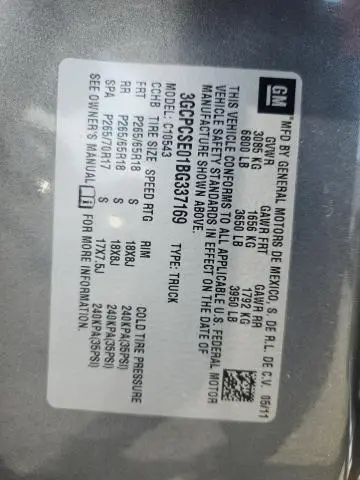 GM
MFD BY GENERAL MOTORS DE MEXICO, S. DE R.L. DE C.V. 05/11
GVWR GAWR FRT GAWR RR
3085 KG 1656 KG 1792 KG
6800 LB 3650 LB 3950 LB
THIS VEHICLE CONFORMS TO ALL APPLICABLE U.S. FEDERAL MOTOR
VEHICLE SAFETY STANDARDS IN EFFECT ON THE DATE OF
MANUFACTURE SHOWN ABOVE.
3GCPCSE01BG337169 TYPE: TRUCK
MODEL: C10543
CCHB TIRE SIZE SPEED RTG RIM COLD TIRE PRESSURE
FRT P265/65R18 S 18X8J 240KPA(35PSI)
RR P265/65R18 S 18X8J 240KPA(35PSI)
SPA P265/70R17 S 17X7.5J 240KPA(35PSI)
SEE OWNER'S MANUAL